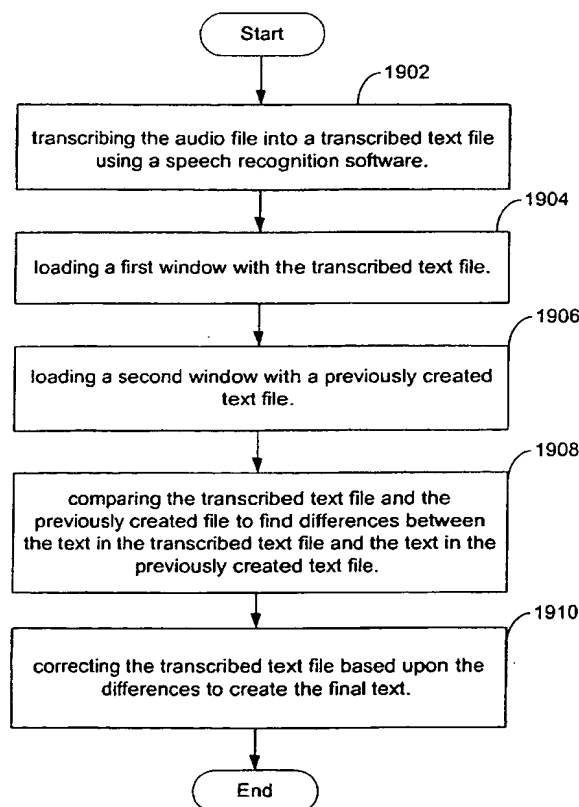 Start
1902
transcribing the audio file into a transcribed text file
using a speech recognition software.
1904
loading a first window with the transcribed text file.
1906
loading a second window with a previously created
text file.
1908
comparing the transcribed text file and the
previously created file to find differences between
the text in the transcribed text file and the text in the
previously created text file.
1910
correcting the transcribed text file based upon the
differences to create the final text.
End